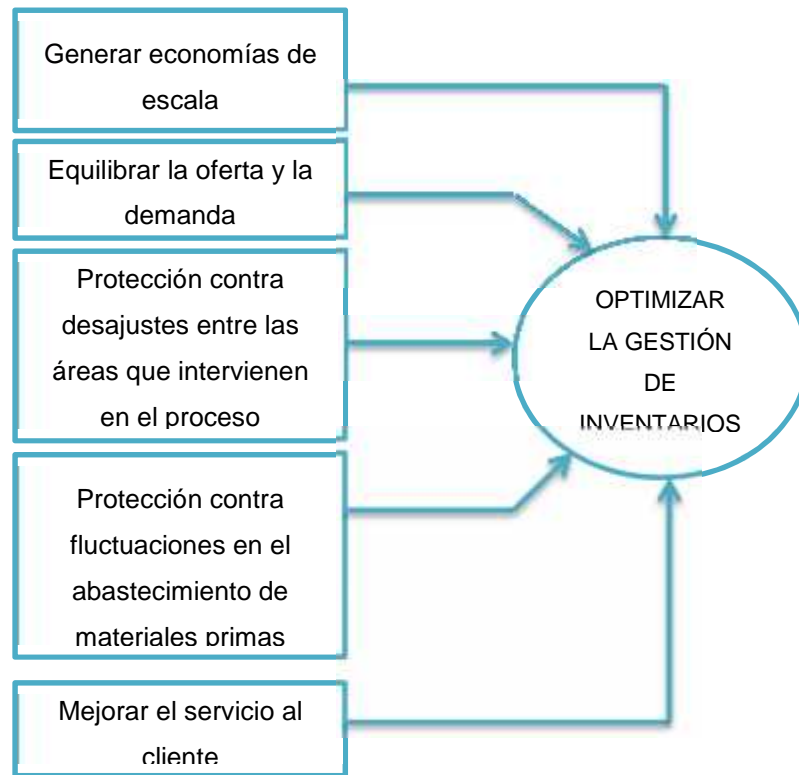 Generar economías de
escala
Equilibrar la oferta y la
demanda
Protección contra
desajustes entre las
áreas que intervienen
en el proceso
Protección contra
fluctuaciones en el
abastecimiento de
materiales primas
Mejorar el servicio al
cliente
OPTIMIZAR
LA GESTIÓN
DE
INVENTARIOS